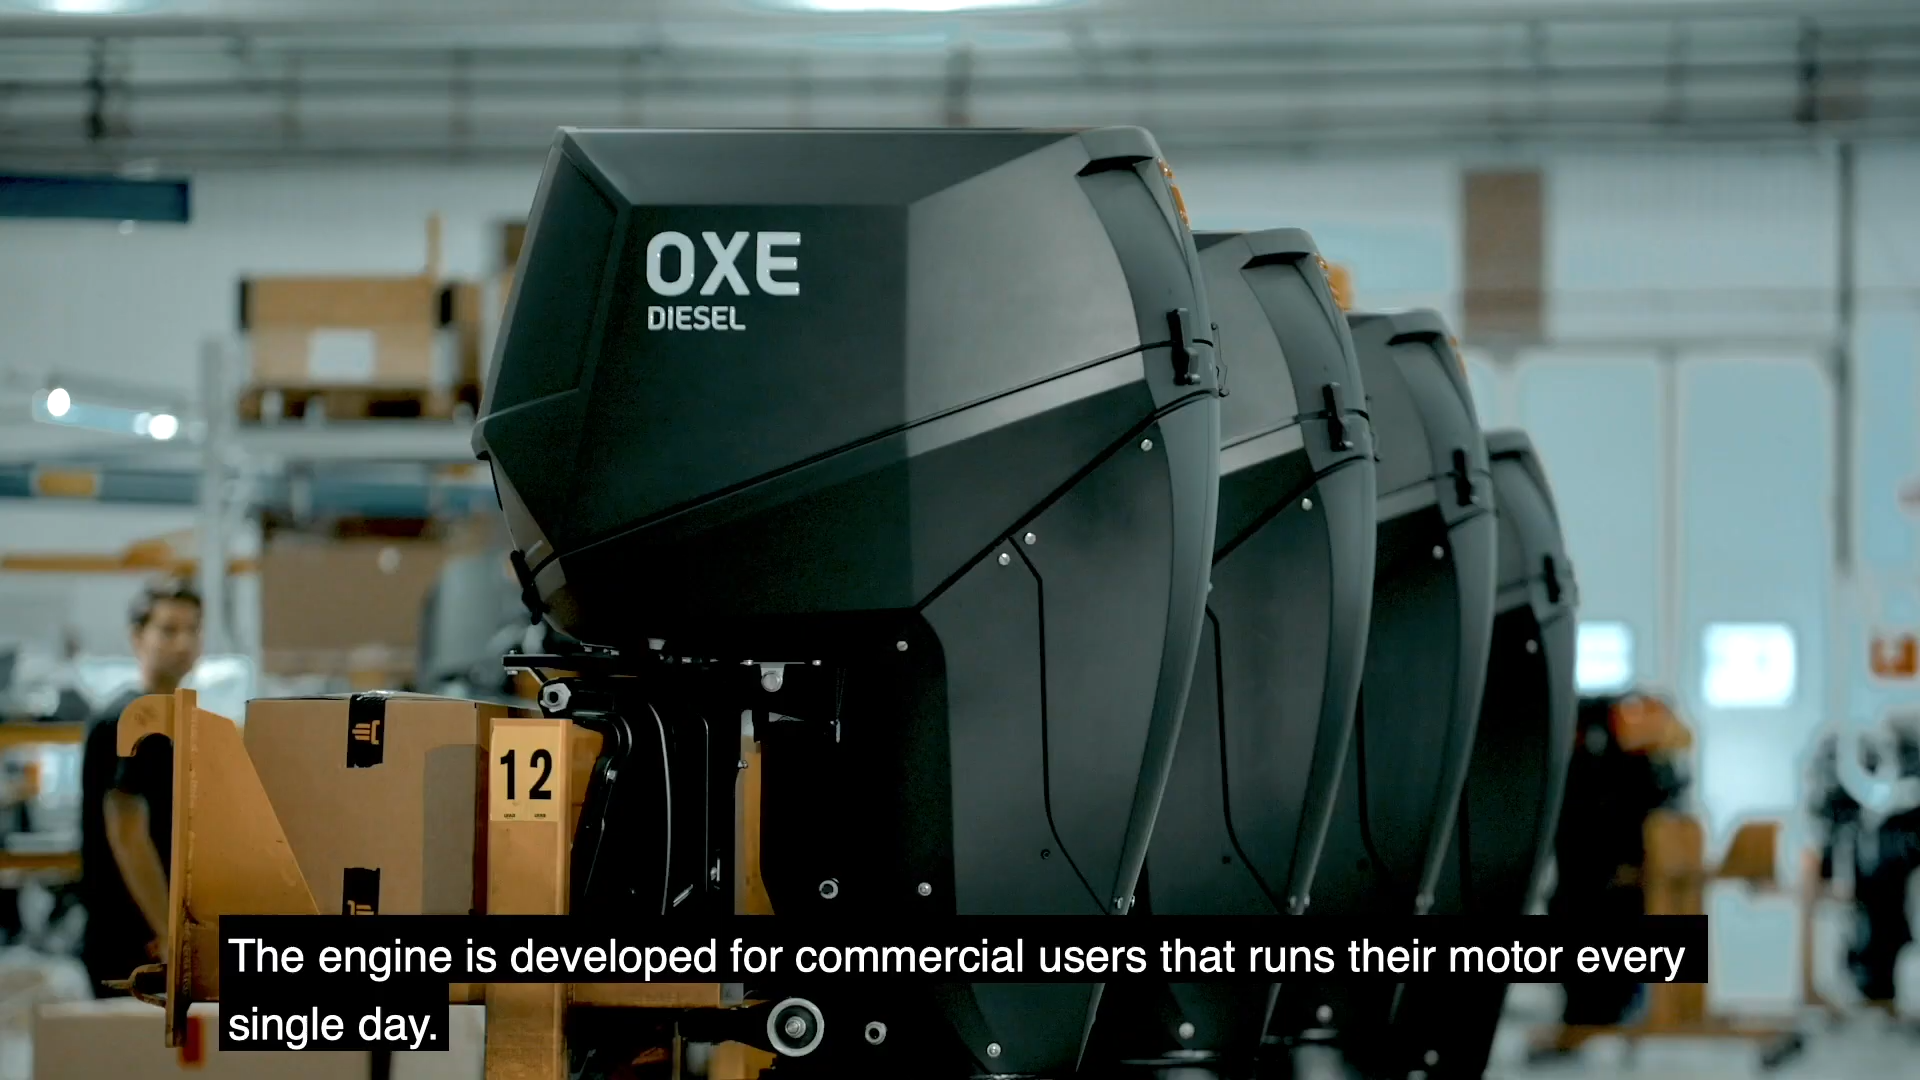 OXE
DIESEL
12
The engine is developed for commercial users that runs their motor every
single day.